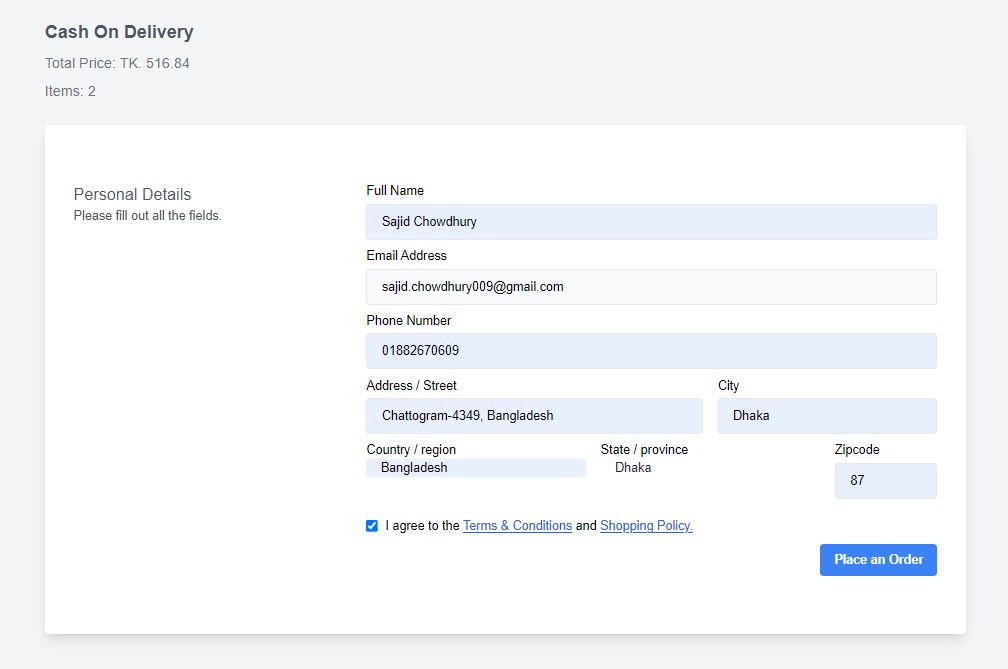 Cash On Delivery
Total Price: TK. 516.84
Items: 2
Personal Details
Please fill out all the fields.
Full Name
Sajid Chowdhury
Email Address
sajid.chowdhury009@gmail.com
Phone Number
01882670609
Address / Street
Chattogram-4349, Bangladesh
City
Dhaka
Country / region
Bangladesh
State / province
Dhaka
Zipcode
87
I agree to the Terms & Conditions and Shopping Policy.
Place an Order